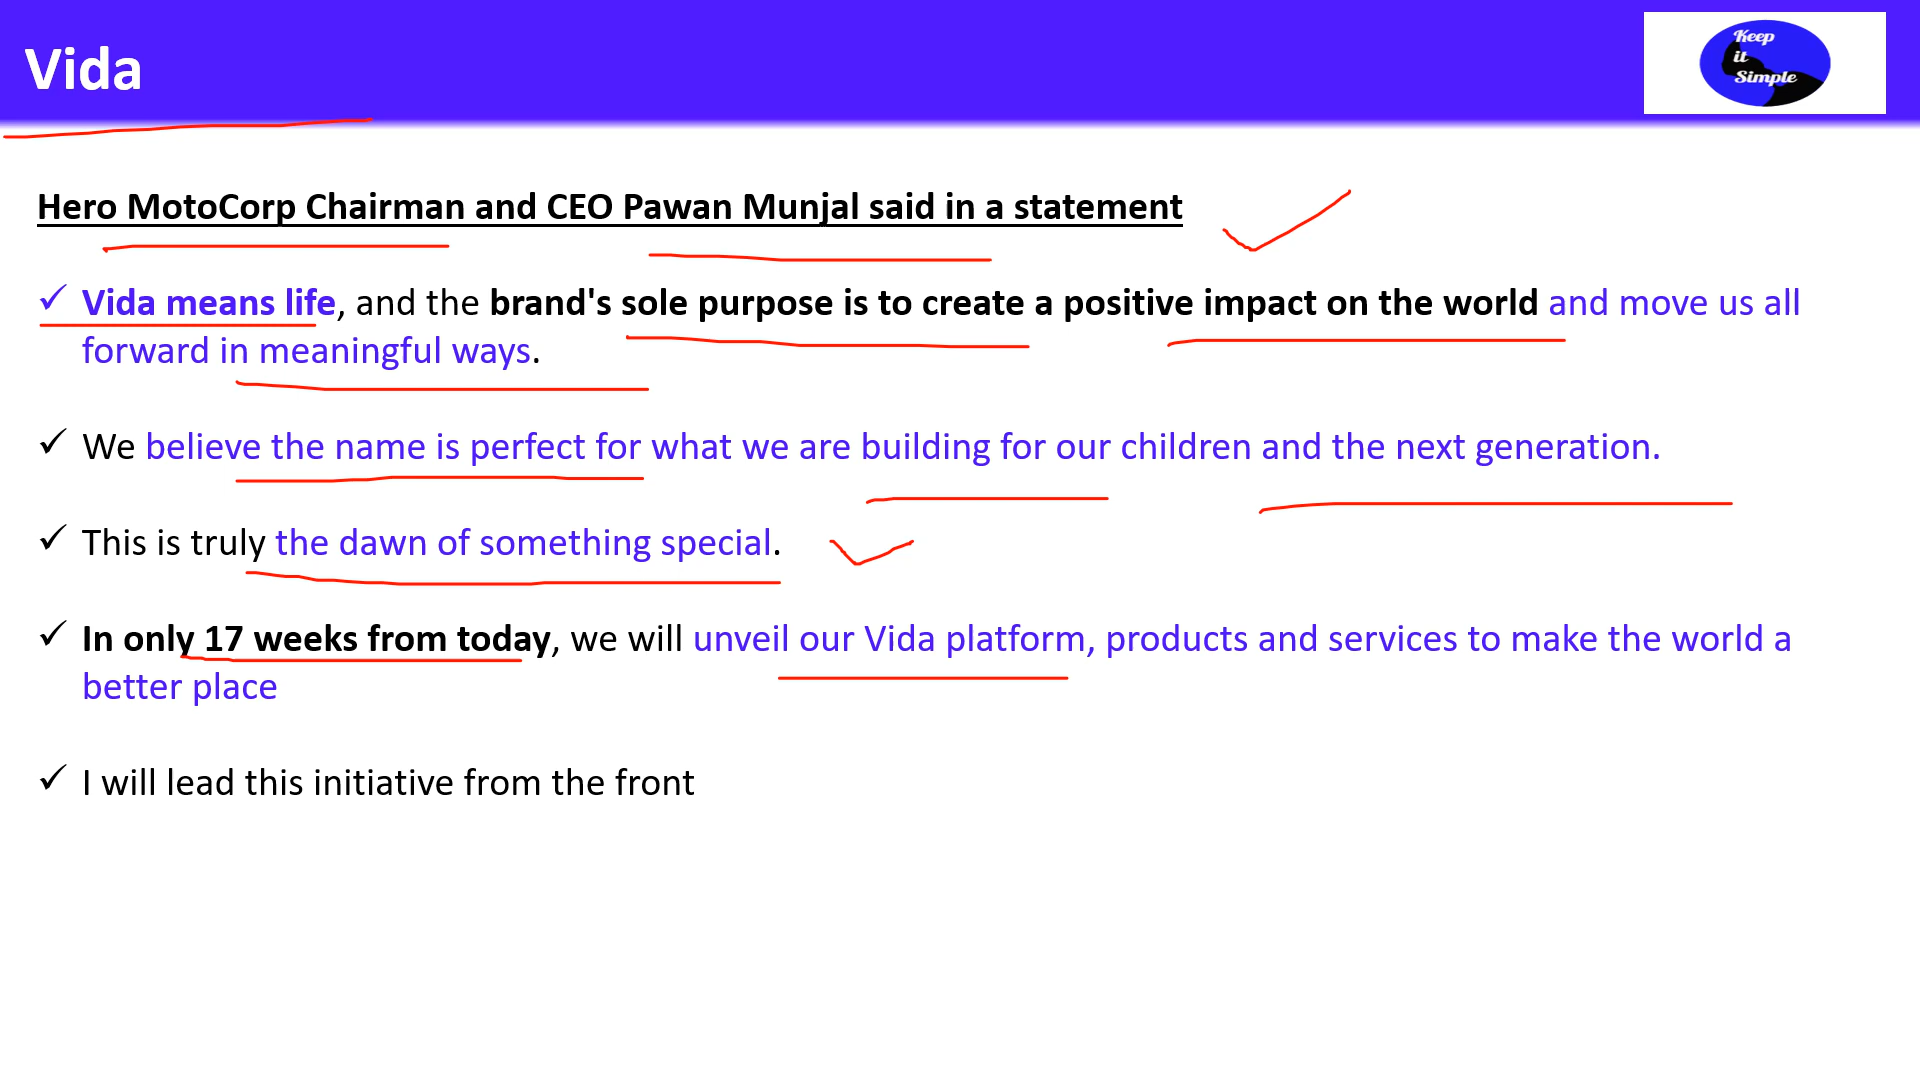 Vida
Keep
it
Simple
Hero MotoCorp Chairman and CEO Pawan Munjal said in a statement
✓ Vida means life, and the brand's sole purpose is to create a positive impact on the world and move us all
forward in meaningful ways.
✓ We believe the name is perfect for what we are building for our children and the next generation.
✓ This is truly the dawn of something special.
✓ In only 17 weeks from today, we will unveil our Vida platform, products and services to make the world a
better place
✓ I will lead this initiative from the front